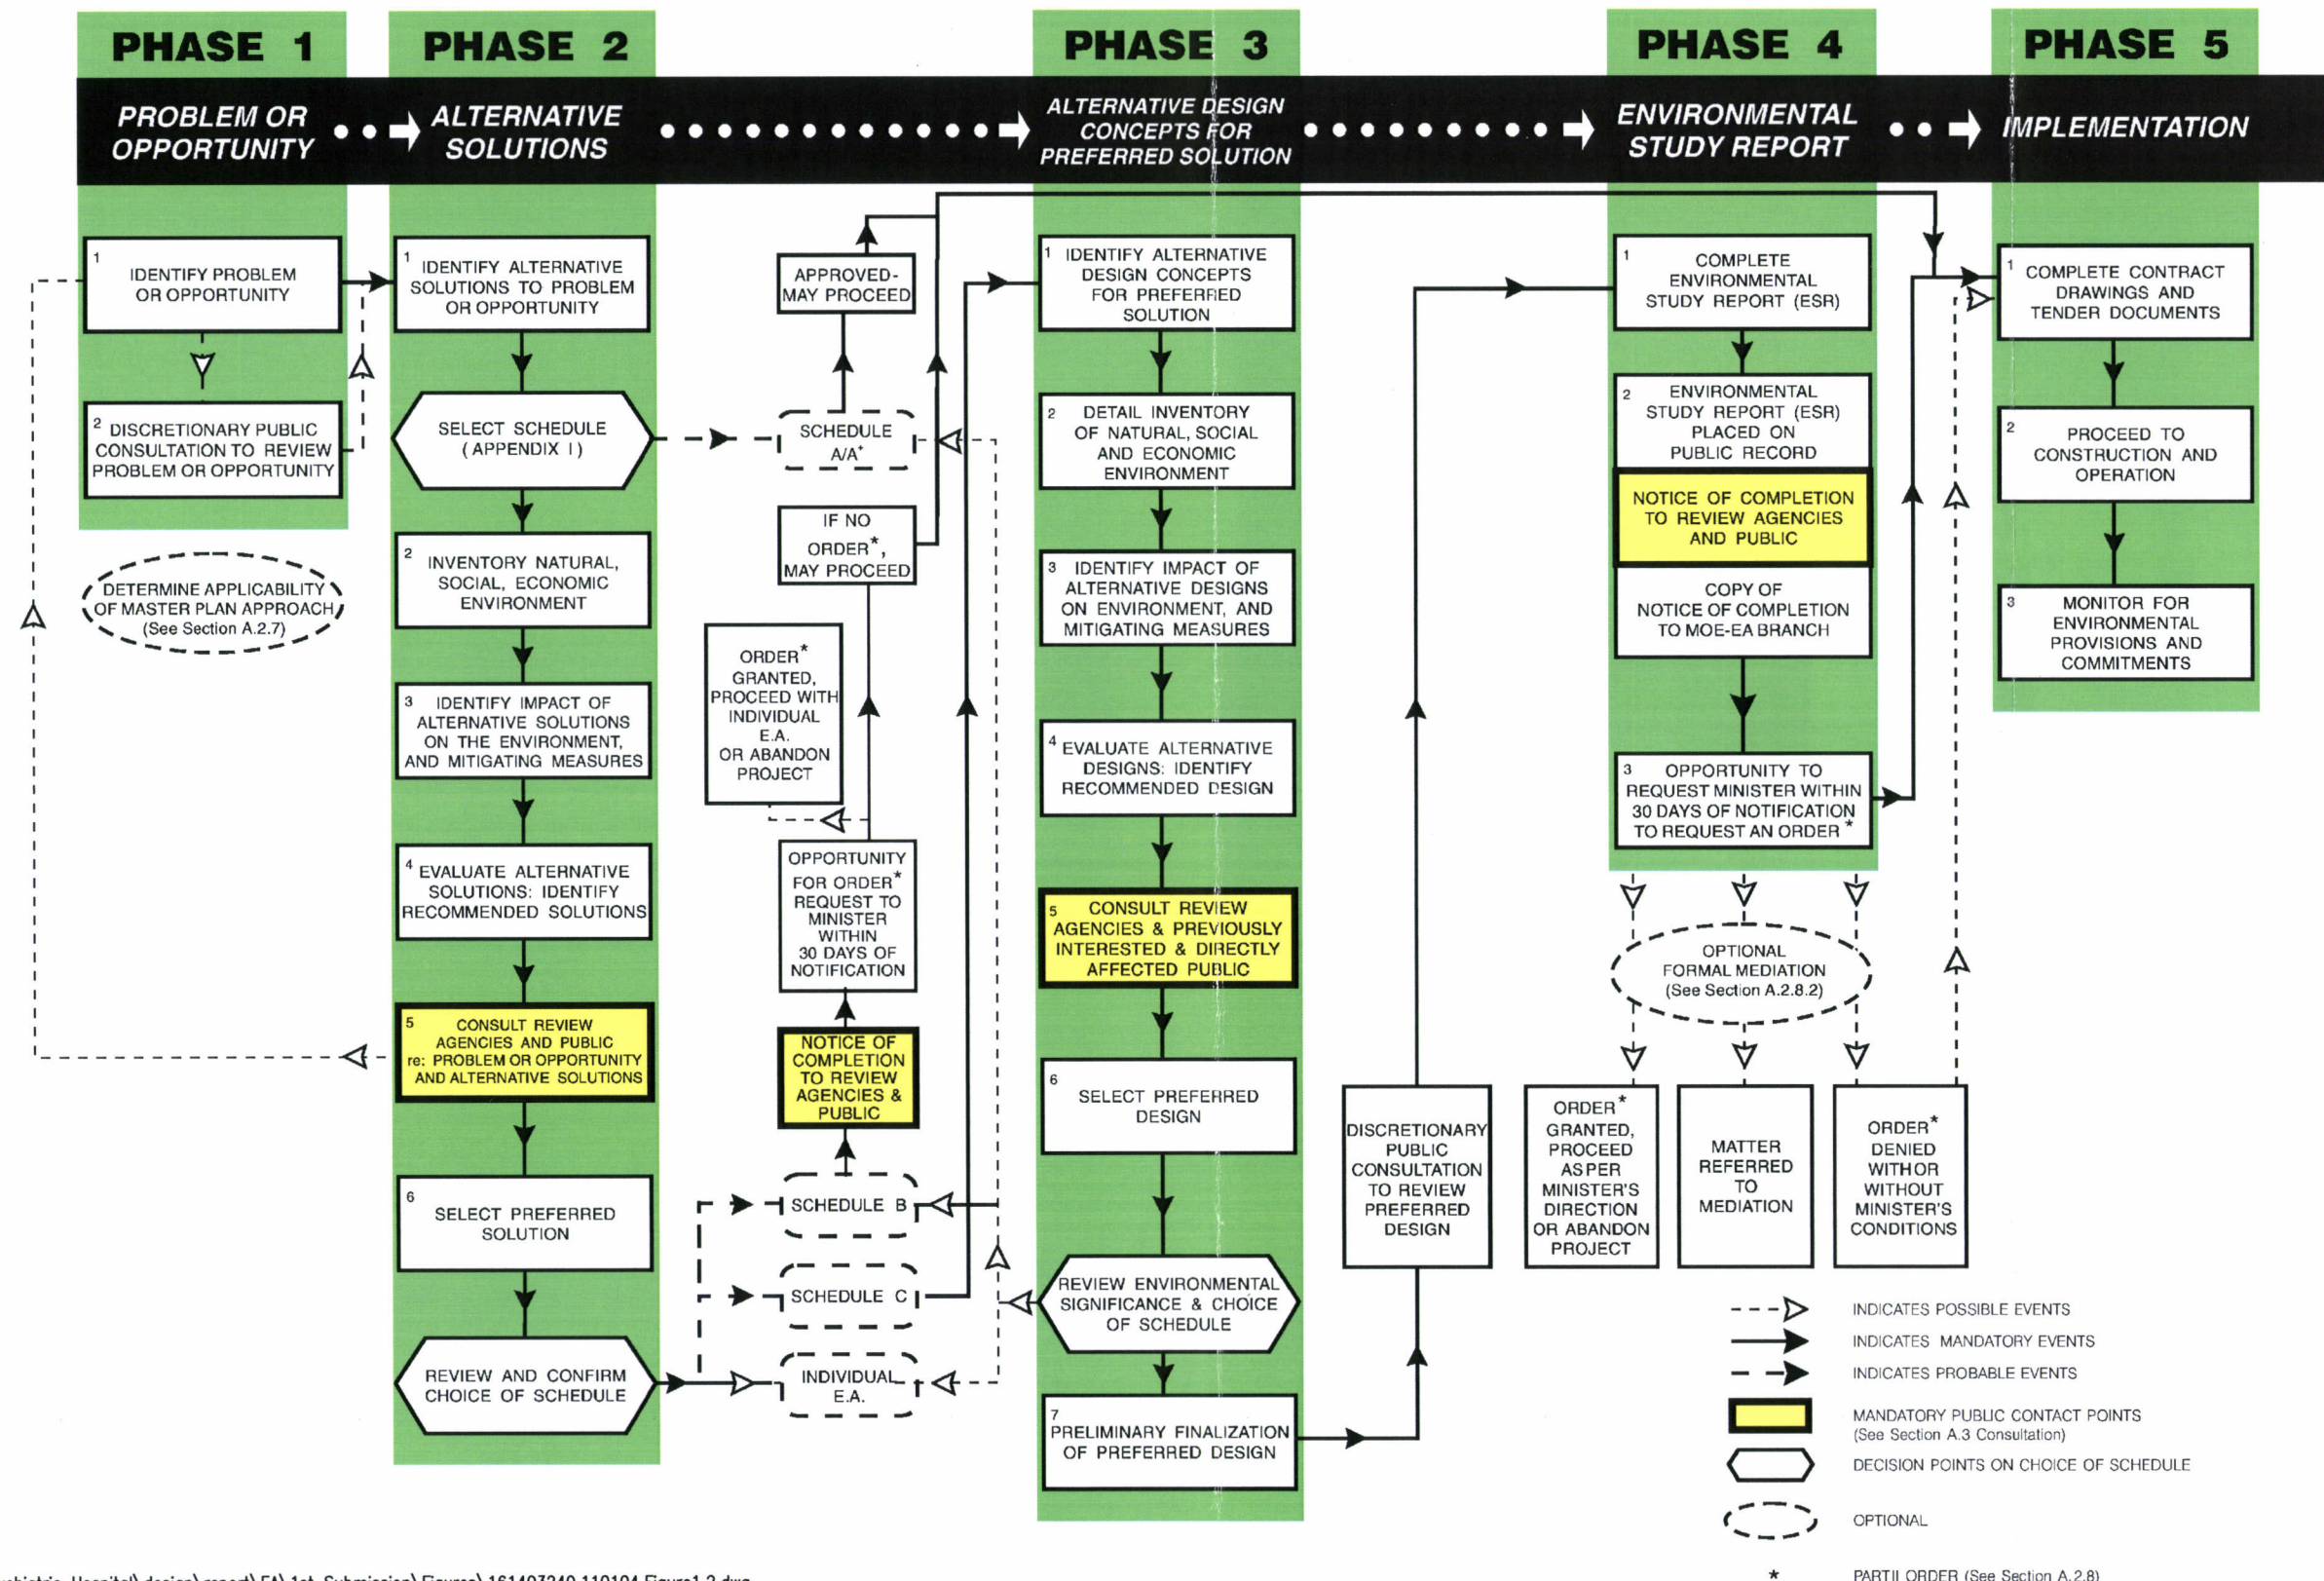 PHASE 1
PHASE 2
PHASE 3
PHASE 4
PHASE 5
PROBLEM OR
OPPORTUNITY
ALTERNATIVE
SOLUTIONS
ALTERNATIVE DESIGN
CONCEPTS FOR
PREFERRED SOLUTION
ENVIRONMENTAL
STUDY REPORT
IMPLEMENTATION
1
IDENTIFY PROBLEM
OR OPPORTUNITY
2 DISCRETIONARY PUBLIC
CONSULTATION TO REVIEW
PROBLEM OR OPPORTUNITY
DETERMINE APPLICABILITY
OF MASTER PLAN APPROACH
(See Section A.2.7)
1 IDENTIFY ALTERNATIVE
SOLUTIONS TO PROBLEM
OR OPPORTUNITY
SELECT SCHEDULE
( APPENDIX I )
2 INVENTORY NATURAL,
SOCIAL, ECONOMIC
ENVIRONMENT
3 IDENTIFY IMPACT OF
ALTERNATIVE SOLUTIONS
ON THE ENVIRONMENT,
AND MITIGATING MEASURES
4 EVALUATE ALTERNATIVE
SOLUTIONS: IDENTIFY
RECOMMENDED SOLUTIONS
5 CONSULT REVIEW
AGENCIES AND PUBLIC
re: PROBLEM OR OPPORTUNITY
AND ALTERNATIVE SOLUTIONS
6
SELECT PREFERRED
SOLUTION
REVIEW AND CONFIRM
CHOICE OF SCHEDULE
APPROVED-
MAY PROCEED
SCHEDULE
A/A+
IF NO
ORDER*,
MAY PROCEED
ORDER*
GRANTED,
PROCEED WITH
INDIVIDUAL
E.A.
OR ABANDON
PROJECT
OPPORTUNITY
FOR ORDER*
REQUEST TO
MINISTER
WITHIN
30 DAYS OF
NOTIFICATION
NOTICE OF
COMPLETION
TO REVIEW
AGENCIES &
PUBLIC
SCHEDULE B
SCHEDULE C
INDIVIDUAL
E.A.
1 IDENTIFY ALTERNATIVE
DESIGN CONCEPTS
FOR PREFERRED
SOLUTION
2 DETAIL INVENTORY
OF NATURAL, SOCIAL
AND ECONOMIC
ENVIRONMENT
3 IDENTIFY IMPACT OF
ALTERNATIVE DESIGNS
ON ENVIRONMENT, AND
MITIGATING MEASURES
4 EVALUATE ALTERNATIVE
DESIGNS: IDENTIFY
RECOMMENDED DESIGN
5 CONSULT REVIEW
AGENCIES & PREVIOUSLY
INTERESTED & DIRECTLY
AFFECTED PUBLIC
6
SELECT PREFERRED
DESIGN
REVIEW ENVIRONMENTAL
SIGNIFICANCE & CHOICE
OF SCHEDULE
7
PRELIMINARY FINALIZATION
OF PREFERRED DESIGN
DISCRETIONARY
PUBLIC
CONSULTATION
TO REVIEW
PREFERRED
DESIGN
1 COMPLETE
ENVIRONMENTAL
STUDY REPORT (ESR)
2 ENVIRONMENTAL
STUDY REPORT (ESR)
PLACED ON
PUBLIC RECORD
NOTICE OF COMPLETION
TO REVIEW AGENCIES
AND PUBLIC
COPY OF
NOTICE OF COMPLETION
TO MOE-EA BRANCH
3 OPPORTUNITY TO
REQUEST MINISTER WITHIN
30 DAYS OF NOTIFICATION
TO REQUEST AN ORDER *
OPTIONAL
FORMAL MEDIATION
(See Section A.2.8.2)
ORDER*
GRANTED,
PROCEED
AS PER
MINISTER'S
DIRECTION
OR ABANDON
PROJECT
MATTER
REFERRED
TO
MEDIATION
ORDER*
DENIED
WITH OR
WITHOUT
MINISTER'S
CONDITIONS
1 COMPLETE CONTRACT
DRAWINGS AND
TENDER DOCUMENTS
2
PROCEED TO
CONSTRUCTION AND
OPERATION
3 MONITOR FOR
ENVIRONMENTAL
PROVISIONS AND
COMMITMENTS
INDICATES POSSIBLE EVENTS
INDICATES MANDATORY EVENTS
INDICATES PROBABLE EVENTS
MANDATORY PUBLIC CONTACT POINTS
(See Section A.3 Consultation)
DECISION POINTS ON CHOICE OF SCHEDULE
OPTIONAL
* PART II ORDER (See Section A.2.8)